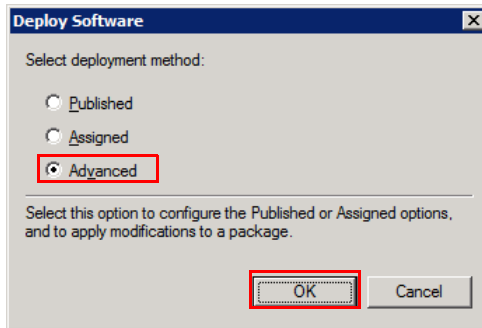 Deploy Software
Select deployment method:
Published
Assigned
Advanced
Select this option to configure the Published or Assigned options,
and to apply modifications to a package.
OK
Cancel